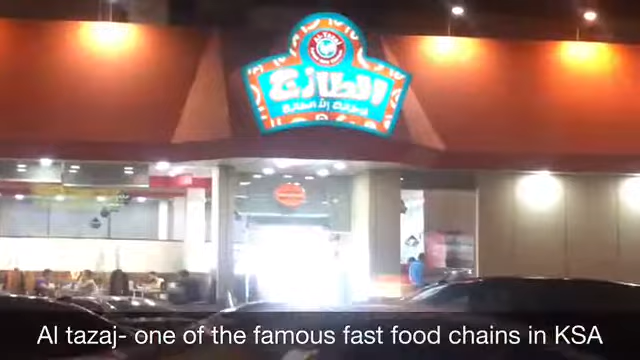 الطازج
Al tazaj- one of the famous fast food chains in KSA